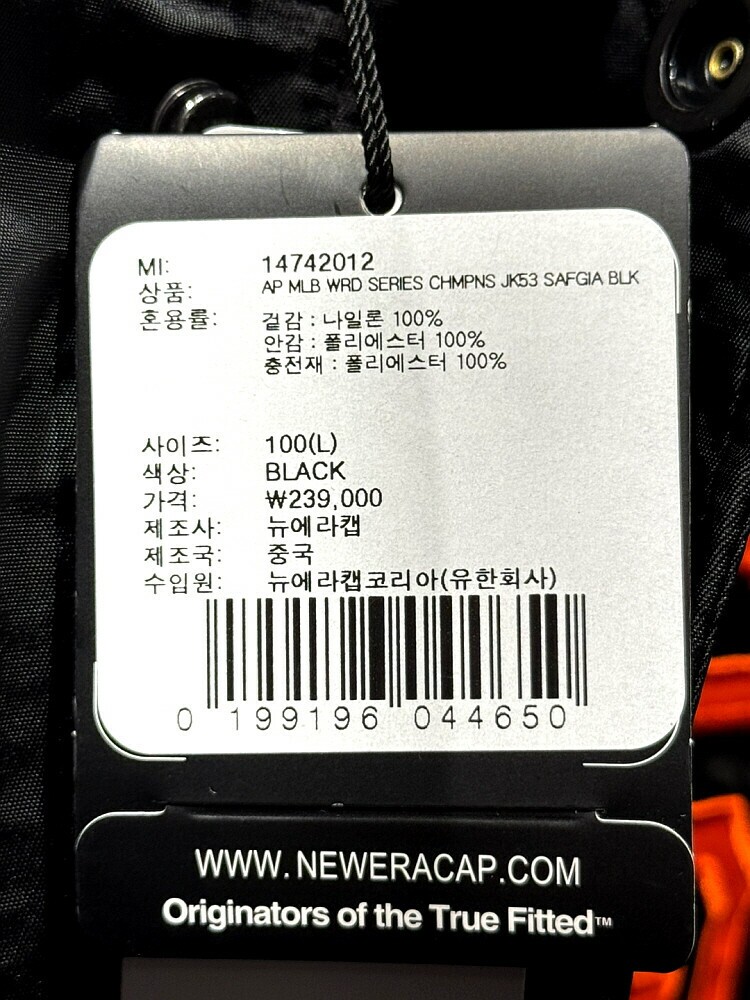 MI: 14742012
상품: AP MLB WRD SERIES CHMPNS JK53 SAFGIA BLK
혼용률: 겉감 : 나일론 100%
안감 : 폴리에스터 100%
충전재 : 폴리에스터 100%
사이즈: 100(L)
색상: BLACK
가격: ₩239,000
제조사: 뉴에라캡
제조국: 중국
수입원: 뉴에라캡코리아(유한회사)
0 199196 044650
WWW.NEWERACAP.COM
Originators of the True Fitted™